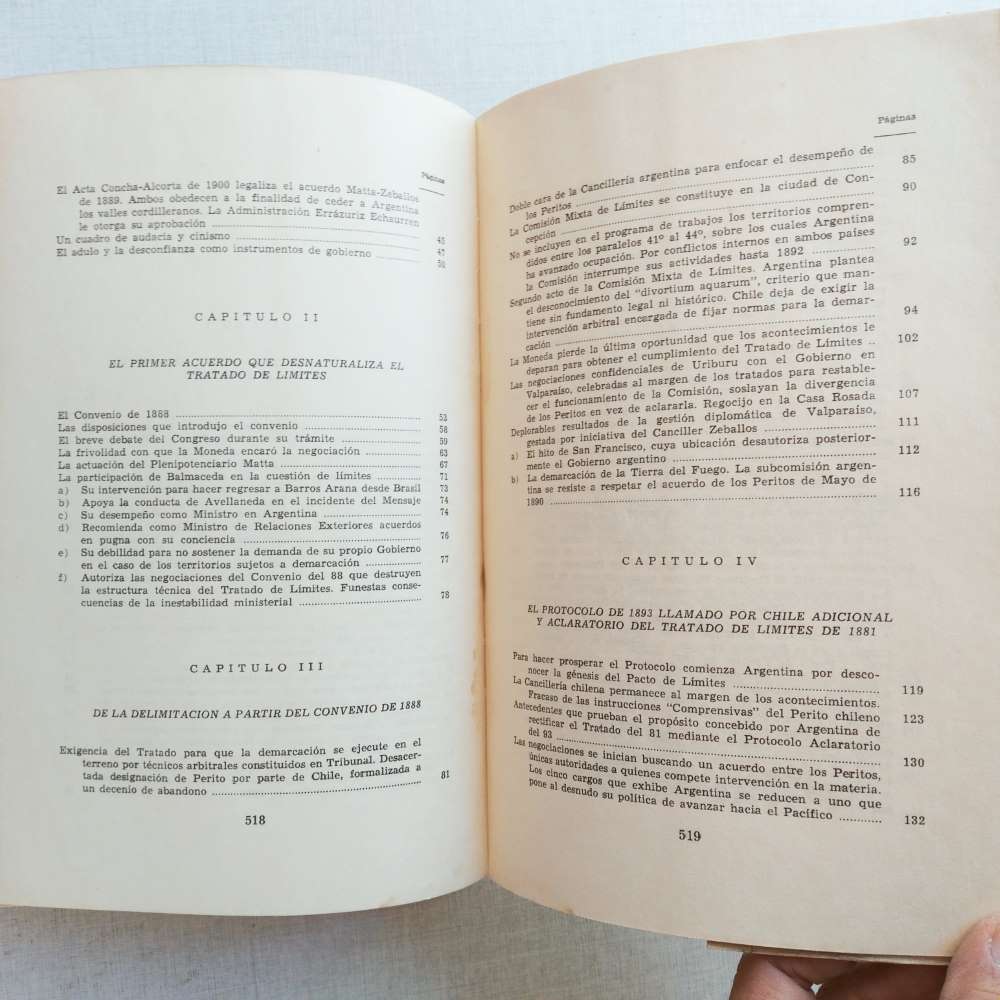 Páginas
El Acta Concha-Alcorta de 1900 legaliza el acuerdo Matta-Zeballos
de 1889. Ambos obedecen a la finalidad de ceder a Argentina
los valles cordilleranos. La Administración Errázuriz Echaurren
le otorga su aprobación 45
Un cuadro de audacia y cinismo 47
El adulo y la desconfianza como instrumentos de gobierno 50
CAPITULO II
EL PRIMER ACUERDO QUE DESNATURALIZA EL
TRATADO DE LIMITES
El Convenio de 1888 53
Las disposiciones que introdujo el convenio 58
El breve debate del Congreso durante su trámite 59
La frivolidad con que la Moneda encaró la negociación 63
La actuación del Plenipotenciario Matta 67
La participación de Balmaceda en la cuestión de límites 71
a) Su intervención para hacer regresar a Barros Arana desde Brasil 73
b) Apoya la conducta de Avellaneda en el incidente del Mensaje 74
c) Su desempeño como Ministro en Argentina 74
d) Recomienda como Ministro de Relaciones Exteriores acuerdos
en pugna con su conciencia 76
e) Su debilidad para no sostener la demanda de su propio Gobierno
en el caso de los territorios sujetos a demarcación 77
f) Autoriza las negociaciones del Convenio del 88 que destruyen
la estructura técnica del Tratado de Límites. Funestas conse-
cuencias de la inestabilidad ministerial 78
CAPITULO III
DE LA DELIMITACION A PARTIR DEL CONVENIO DE 1888
Exigencia del Tratado para que la demarcación se ejecute en el
terreno por técnicos arbitrales constituidos en Tribunal. Desacer-
tada designación de Perito por parte de Chile, formalizada a
un decenio de abandono 81
518
Páginas
Doble cara de la Cancillería argentina para enfocar el desempeño de
los Peritos 85
La Comisión Mixta de Límites se constituye en la ciudad de Con-
cepción 90
No se incluyen en el programa de trabajos los territorios compren-
didos entre los paralelos 41º al 44º, sobre los cuales Argentina
ha avanzado ocupación. Por conflictos internos en ambos países
la Comisión interrumpe sus actividades hasta 1892 92
Segundo acto de la Comisión Mixta de Límites. Argentina plantea
el desconocimiento del "divortium aquarum", criterio que man-
tiene sin fundamento legal ni histórico. Chile deja de exigir la
intervención arbitral encargada de fijar normas para la demar-
cación 94
La Moneda pierde la última oportunidad que los acontecimientos le
deparan para obtener el cumplimiento del Tratado de Límites .. 102
Las negociaciones confidenciales de Uriburu con el Gobierno en
Valparaíso, celebradas al margen de los tratados para restable-
cer el funcionamiento de la Comisión, soslayan la divergencia
de los Peritos en vez de aclararla. Regocijo en la Casa Rosada 107
Deplorables resultados de la gestión diplomática de Valparaíso,
gestada por iniciativa del Canciller Zeballos 111
a) El hito de San Francisco, cuya ubicación desautoriza posterior-
mente el Gobierno argentino 112
b) La demarcación de la Tierra del Fuego. La subcomisión argen-
tina se resiste a respetar el acuerdo de los Peritos de Mayo de
1890 116
CAPITULO IV
EL PROTOCOLO DE 1893 LLAMADO POR CHILE ADICIONAL
Y ACLARATORIO DEL TRATADO DE LIMITES DE 1881
Para hacer prosperar el Protocolo comienza Argentina por desco-
nocer la génesis del Pacto de Límites 119
La Cancillería chilena permanece al margen de los acontecimientos.
Fracaso de las instrucciones "Comprensivas" del Perito chileno 123
Antecedentes que prueban el propósito concebido por Argentina de
rectificar el Tratado del 81 mediante el Protocolo Aclaratorio
del 93 130
Las negociaciones se inician buscando un acuerdo entre los Peritos,
únicas autoridades a quienes compete intervención en la materia.
Los cinco cargos que exhibe Argentina se reducen a uno que
pone al desnudo su política de avanzar hacia el Pacífico 132
519